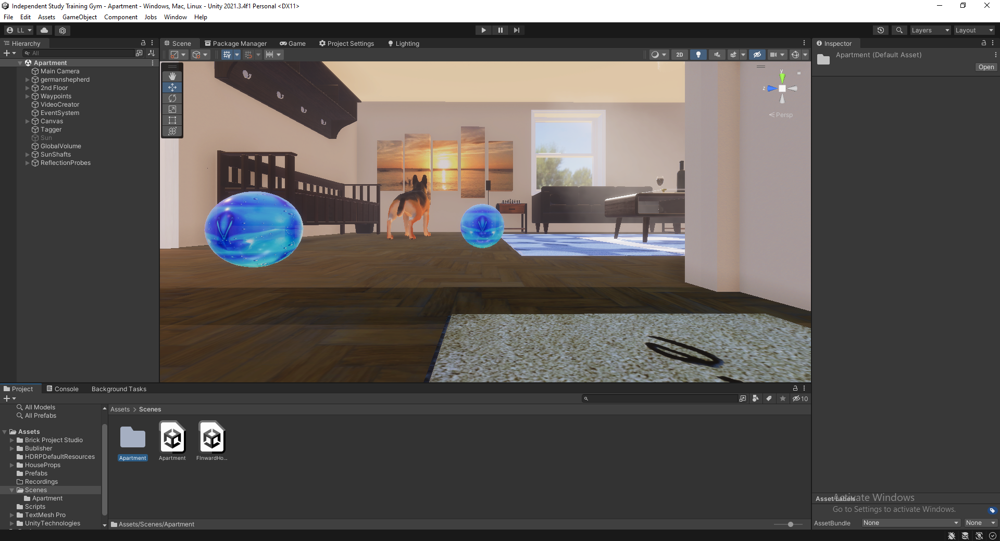 Independent Study Training Gym - Apartment - Windows, Mac, Linux - Unity 2021.3.4f1 Personal <DX11>
File Edit Assets GameObject Component Jobs Window Help
LL
Layers
Layout
Hierarchy
All
Apartment
Main Camera
germanshepherd
2nd Floor
Waypoints
VideoCreator
EventSystem
Canvas
Tagger
Sun
GlobalVolume
SunShafts
ReflectionProbes
Scene
Package Manager
Game
Project Settings
Lighting
2D
y
z
Persp
Inspector
Apartment (Default Asset)
Open
Project
Console
Background Tasks
10
All Models
All Prefabs
Assets
Brick Project Studio
Bublisher
HDRPDefaultResources
HouseProps
Prefabs
Recordings
Scenes
Apartment
Scripts
TextMesh Pro
UnityTechnologies
Assets > Scenes
Apartment
Apartment
FInwardHo...
Assets/Scenes/Apartment
Asset Labels
Activate Windows
Go to Settings to activate Windows.
AssetBundle
None
None